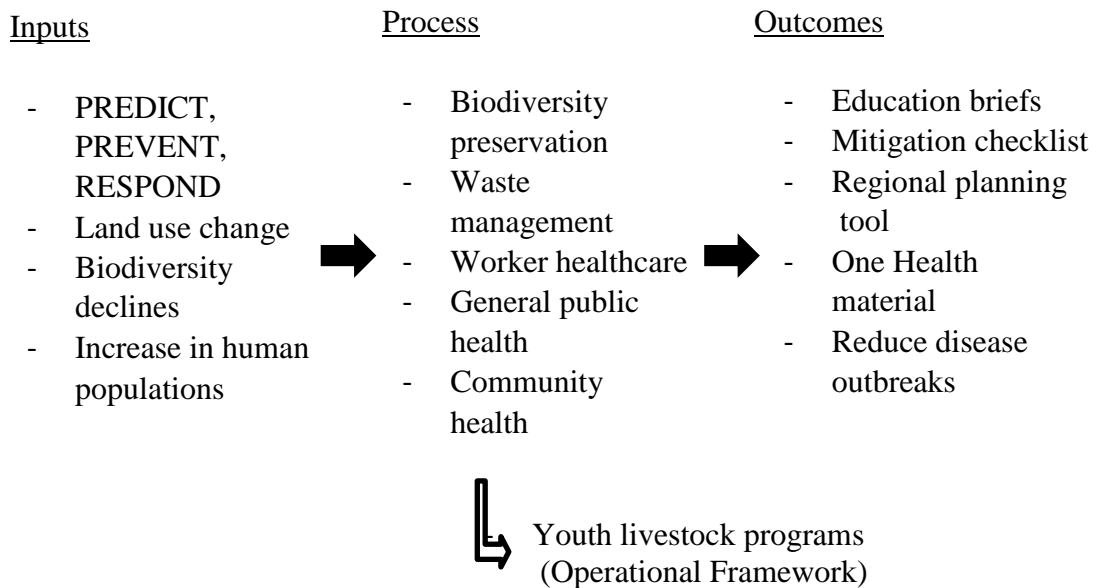 Inputs
- PREDICT,
PREVENT,
RESPOND
- Land use change
- Biodiversity
declines
- Increase in human
populations
Process
- Biodiversity
preservation
- Waste
management
- Worker healthcare
- General public
health
- Community
health
Outcomes
- Education briefs
- Mitigation checklist
- Regional planning
tool
- One Health
material
- Reduce disease
outbreaks
Youth livestock programs
(Operational Framework)